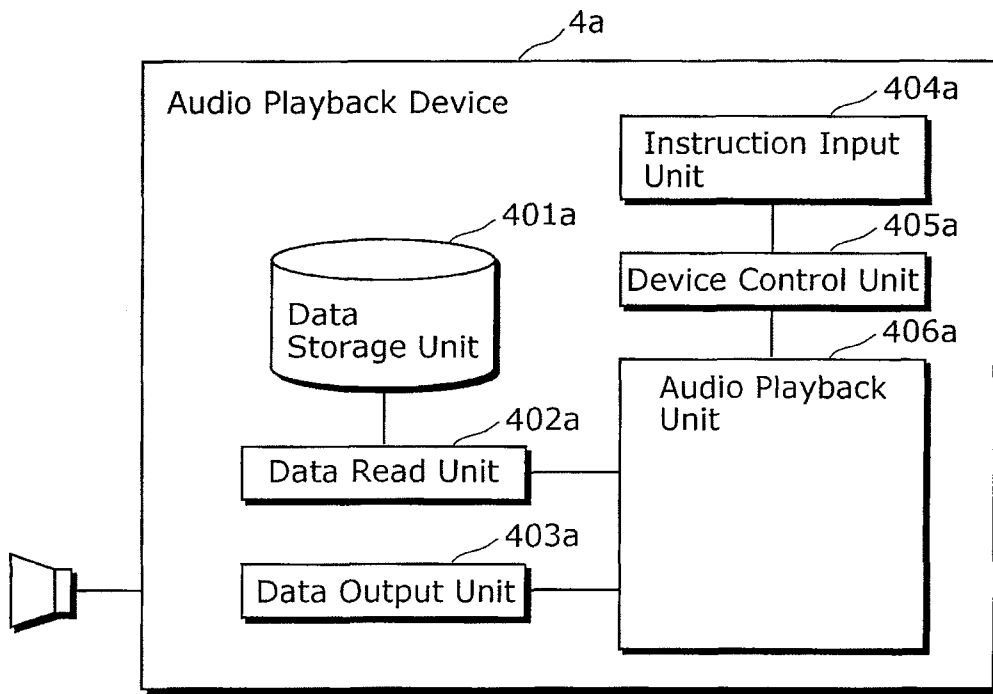 4a
Audio Playback Device
404a
Instruction Input
Unit
401a
405a
Device Control Unit
Data
Storage Unit
406a
Audio Playback
Unit
402a
Data Read Unit
403a
Data Output Unit